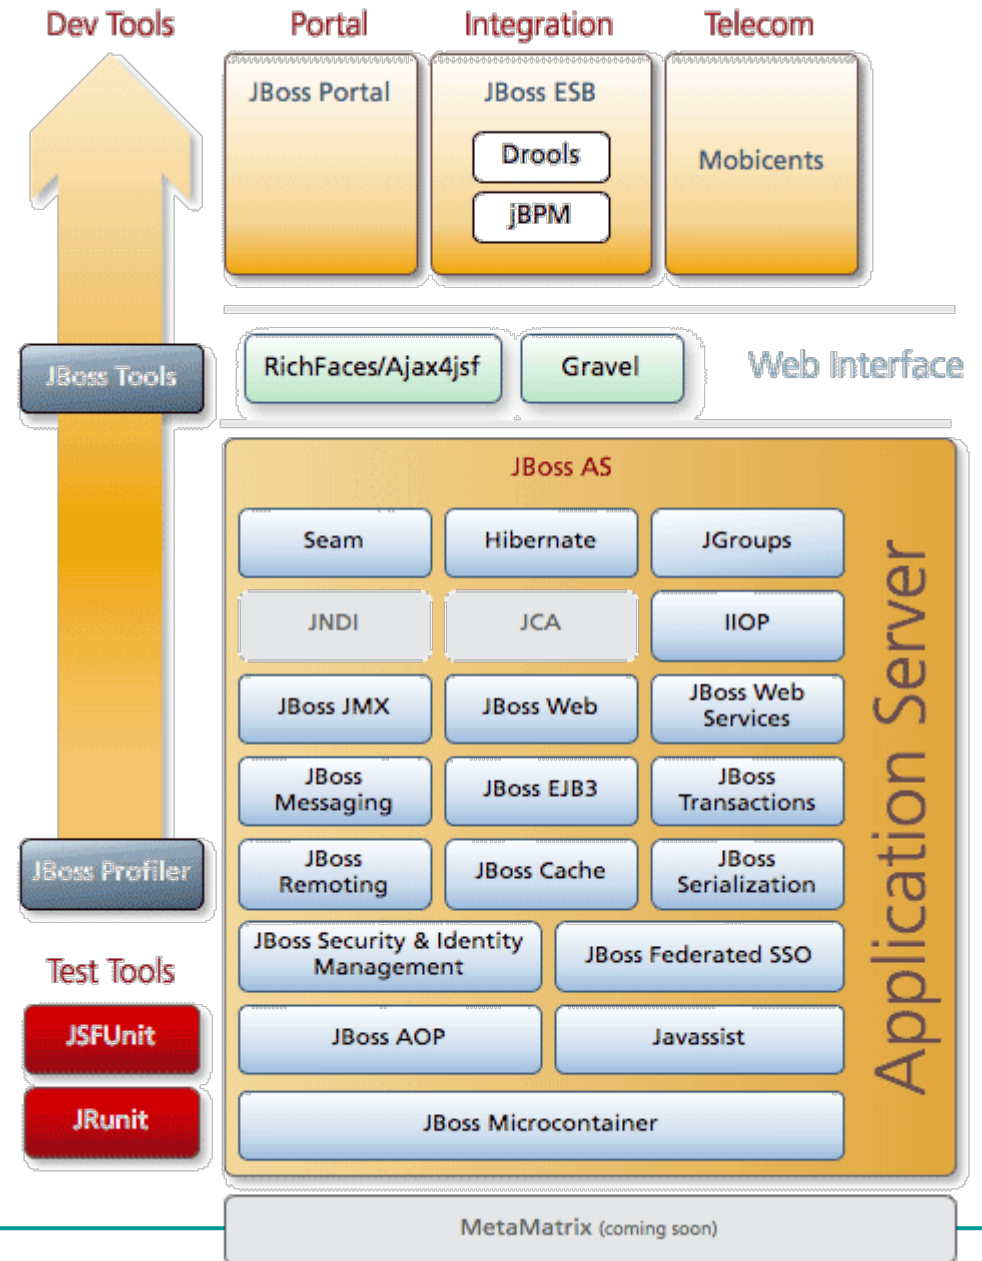 Dev Tools
Portal
Integration
Telecom
JBoss Portal
JBoss ESB
Drools
jBPM
Mobicents
JBoss Tools
RichFaces/Ajax4jsf
Gravel
Web Interface
JBoss AS
Seam
Hibernate
JGroups
JNDI
JCA
IIOP
JBoss JMX
JBoss Web
JBoss Web
Services
JBoss
Messaging
JBoss EJB3
JBoss
Transactions
JBoss
Remoting
JBoss Cache
JBoss
Serialization
JBoss Security & Identity
Management
JBoss Federated SSO
JBoss AOP
Javassist
JBoss Microcontainer
Application Server
JBoss Profiler
Test Tools
JSFUnit
JRunit
MetaMatrix (coming soon)